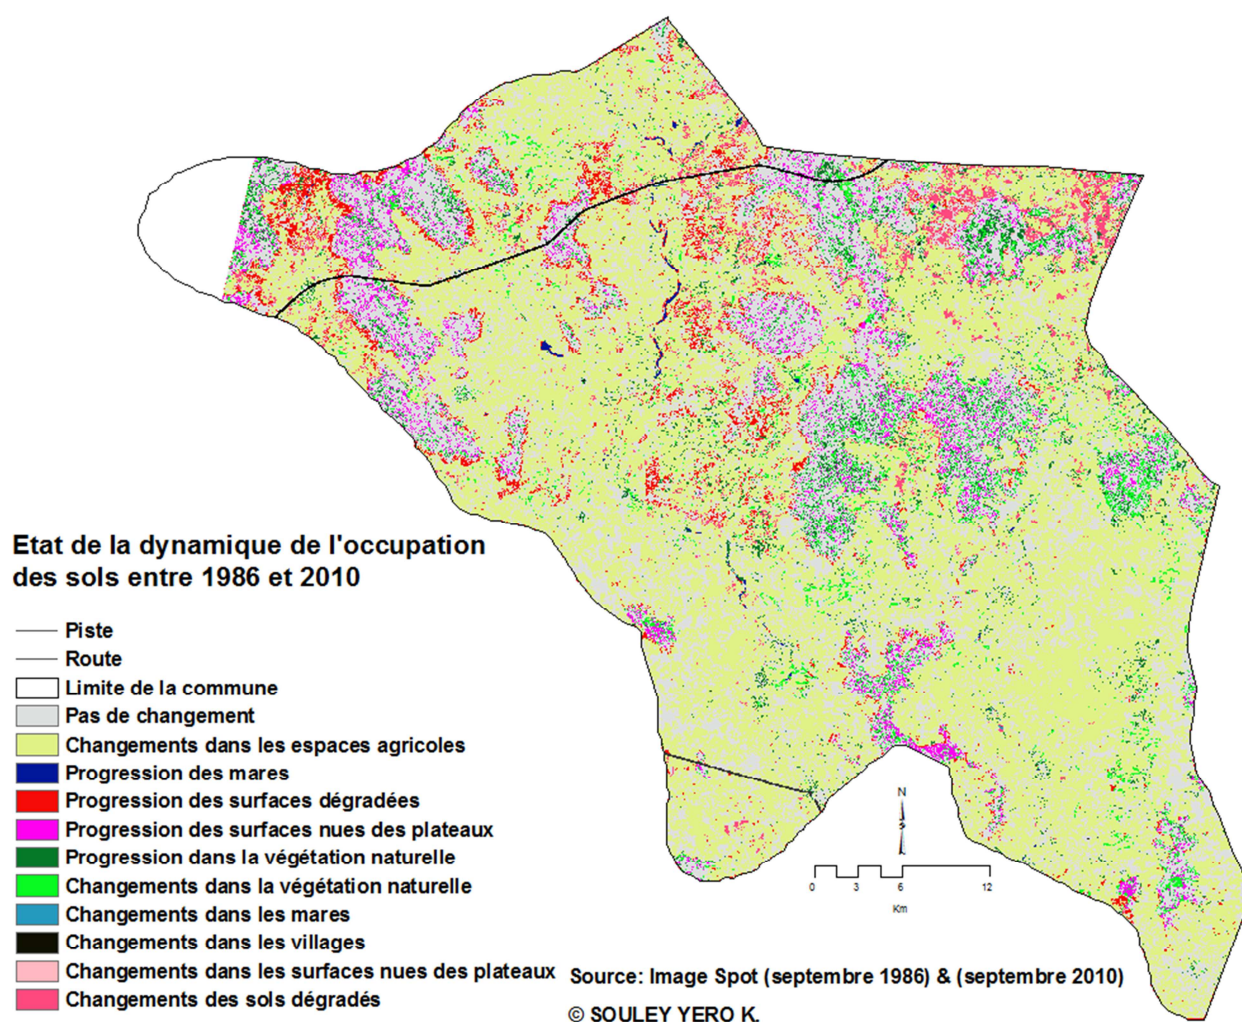 Etat de la dynamique de l'occupation
des sols entre 1986 et 2010
Piste
Route
Limite de la commune
Pas de changement
Changements dans les espaces agricoles
Progression des mares
Progression des surfaces dégradées
Progression des surfaces nues des plateaux
Progression dans la végétation naturelle
Changements dans la végétation naturelle
Changements dans les mares
Changements dans les villages
Changements dans les surfaces nues des plateaux
Changements des sols dégradés
N
0 3 6 12
Km
Source: Image Spot (septembre 1986) & (septembre 2010)
© SOULEY YERO K.